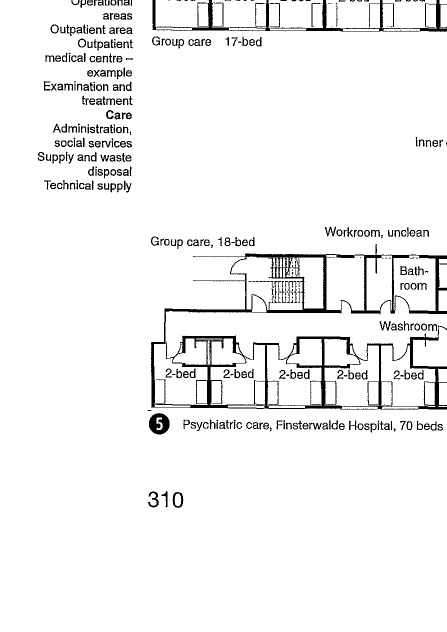 Operational
areas
Outpatient area
Outpatient
medical centre –
example
Examination and
treatment
Care
Administration,
social services
Supply and waste
disposal
Technical supply
Group care 17-bed
Inner
Group care, 18-bed
Workroom, unclean
Bath-
room
Washroom
2-bed 2-bed 2-bed 2-bed 2-bed
5 Psychiatric care, Finsterwalde Hospital, 70 beds
310